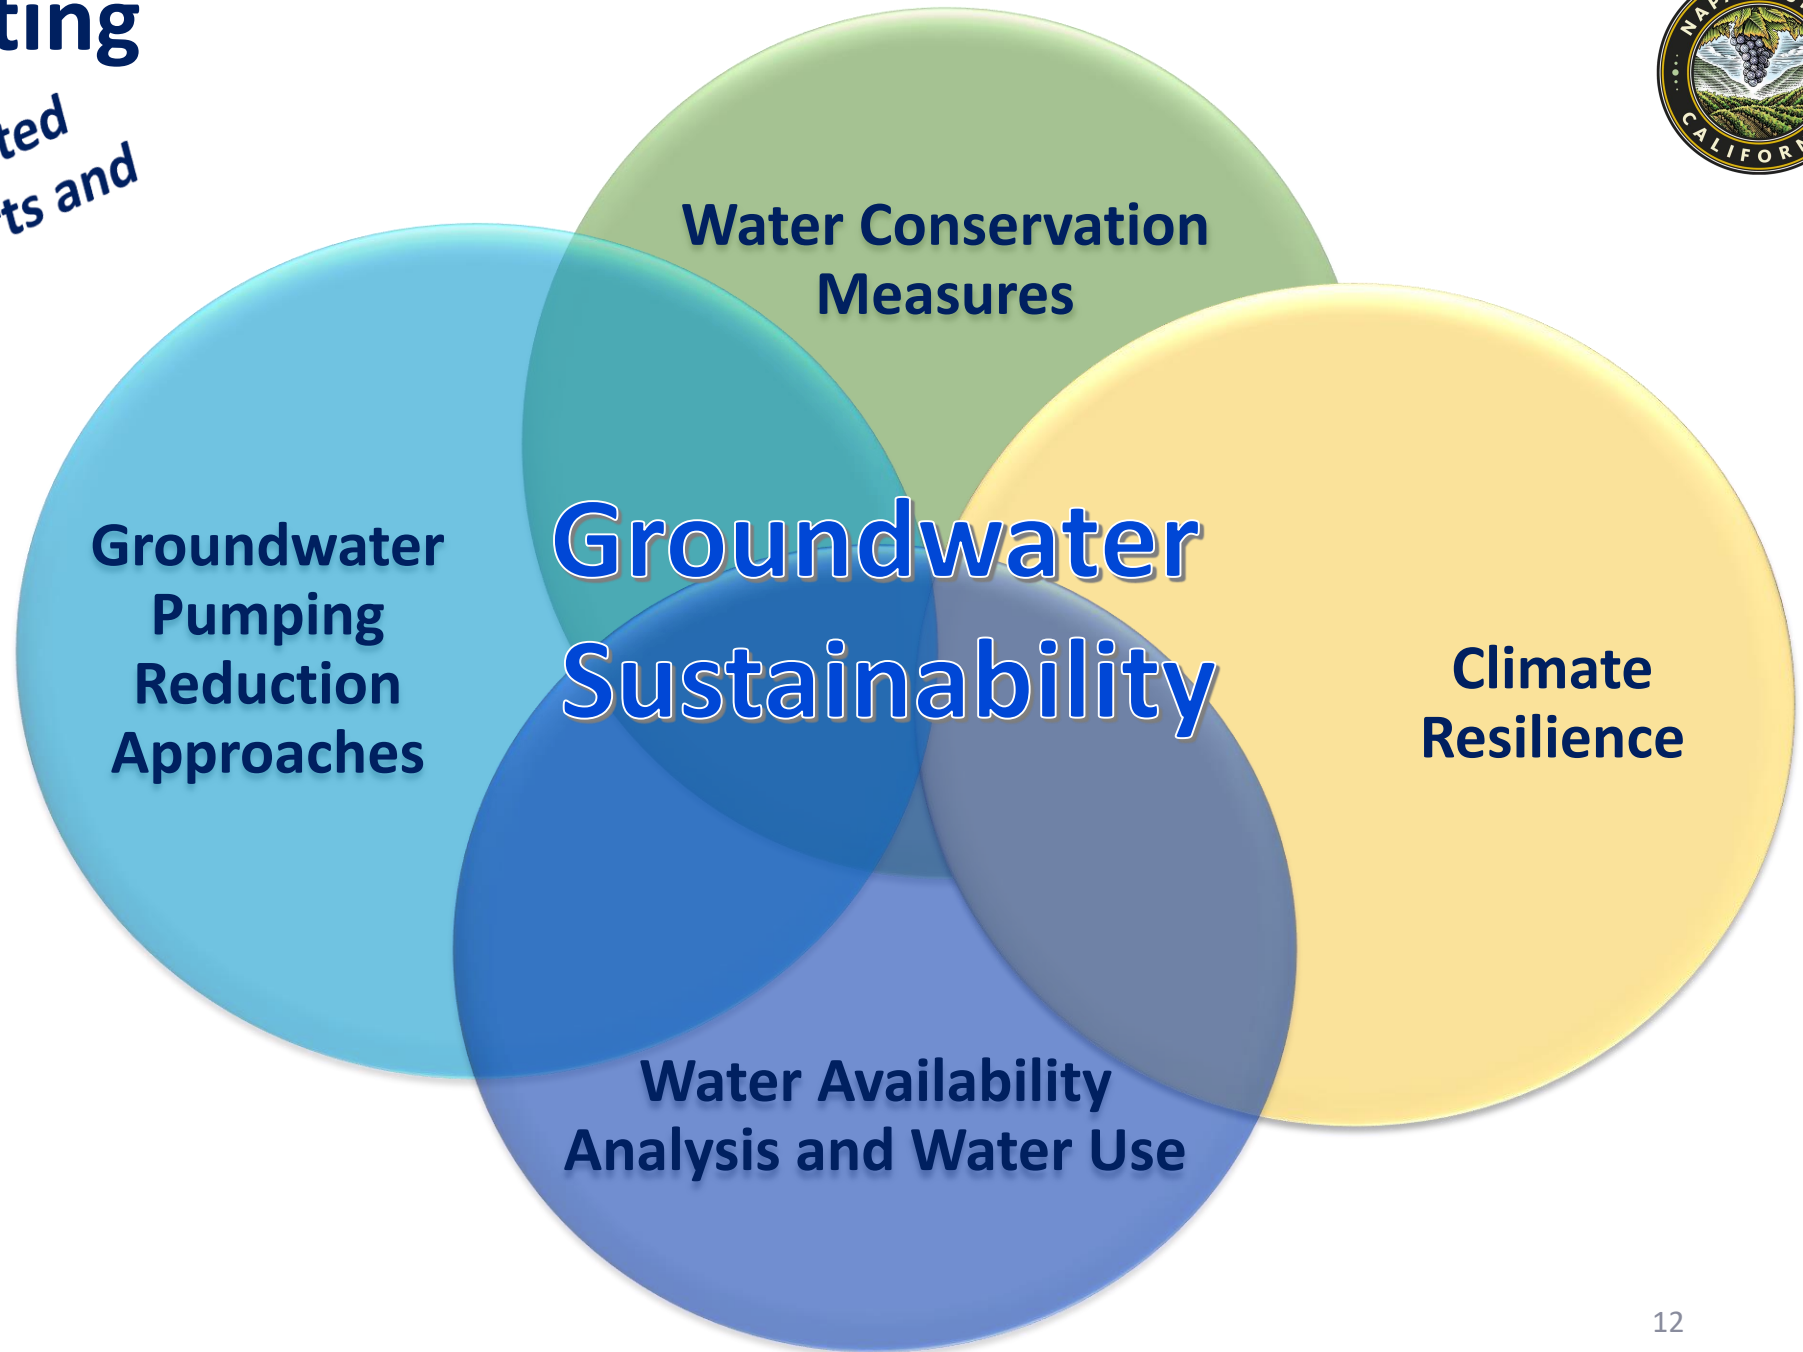 ting
ted
ts and
Water Conservation
Measures
Groundwater
Pumping
Reduction
Approaches
Groundwater
Sustainability
Climate
Resilience
Water Availability
Analysis and Water Use
12